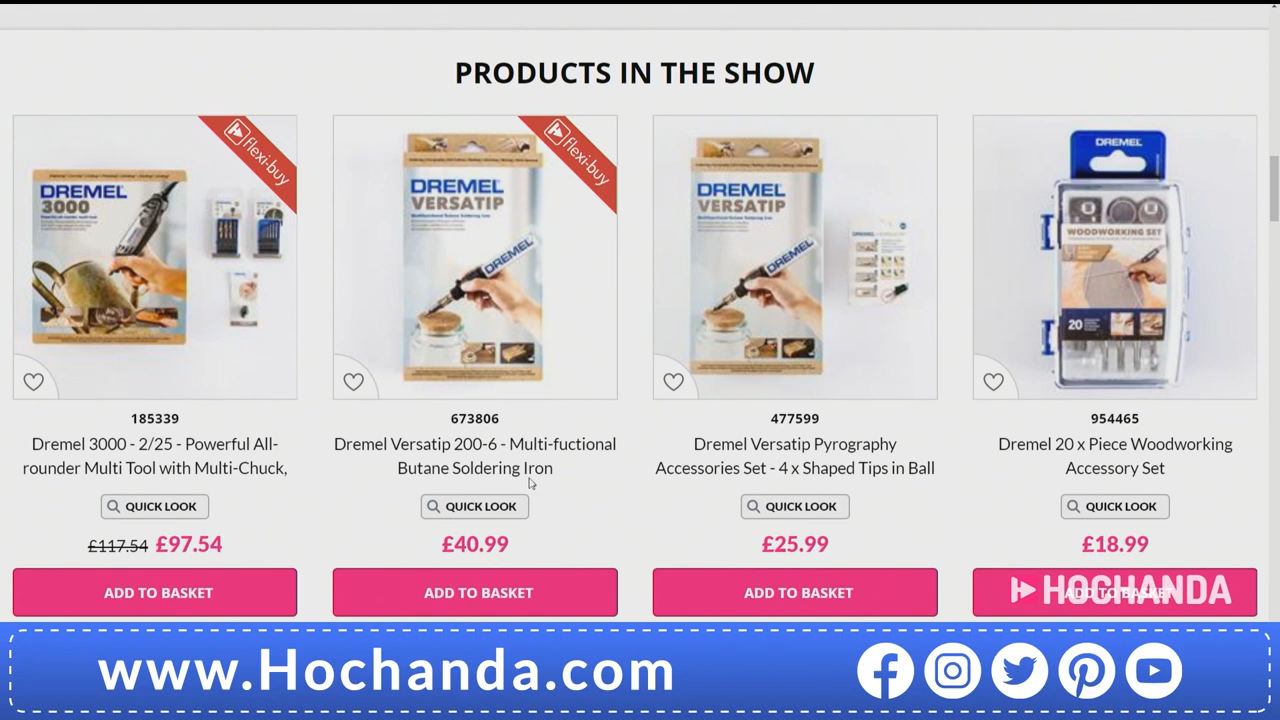 PRODUCTS IN THE SHOW
flexi-buy
flexi-buy
DREMEL
3000
DREMEL
VERSATIP
DREMEL
DREMEL
VERSATIP
DREMEL
DREMEL
WOODWORKING SET
20
185339
673806
477599
954465
Dremel 3000 - 2/25 - Powerful All-
rounder Multi Tool with Multi-Chuck,
Dremel Versatip 200-6 - Multi-fuctional
Butane Soldering Iron
Dremel Versatip Pyrography
Accessories Set - 4 x Shaped Tips in Ball
Dremel 20 x Piece Woodworking
Accessory Set
QUICK LOOK
QUICK LOOK
QUICK LOOK
QUICK LOOK
£117.54 £97.54
£40.99
£25.99
£18.99
ADD TO BASKET
ADD TO BASKET
ADD TO BASKET
ADD TO BASKET
HOCHANDA
www.Hochanda.com